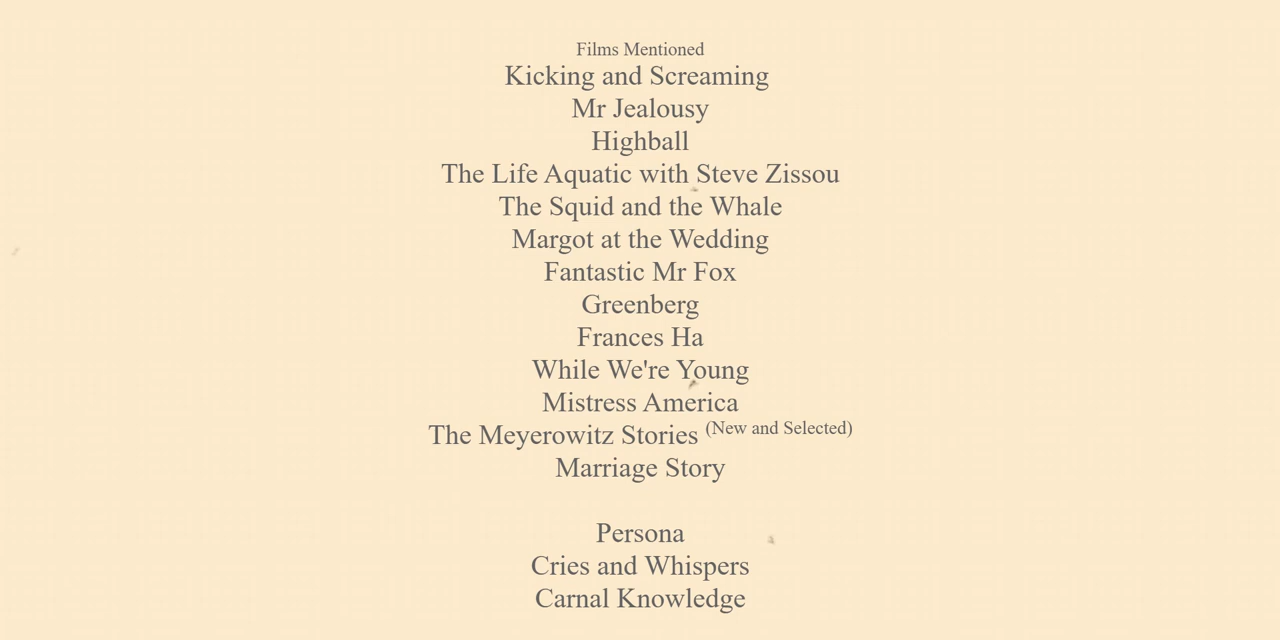 Films Mentioned
Kicking and Screaming
Mr Jealousy
Highball
The Life Aquatic with Steve Zissou
The Squid and the Whale
Margot at the Wedding
Fantastic Mr Fox
Greenberg
Frances Ha
While We're Young
Mistress America
The Meyerowitz Stories (New and Selected)
Marriage Story
Persona
Cries and Whispers
Carnal Knowledge